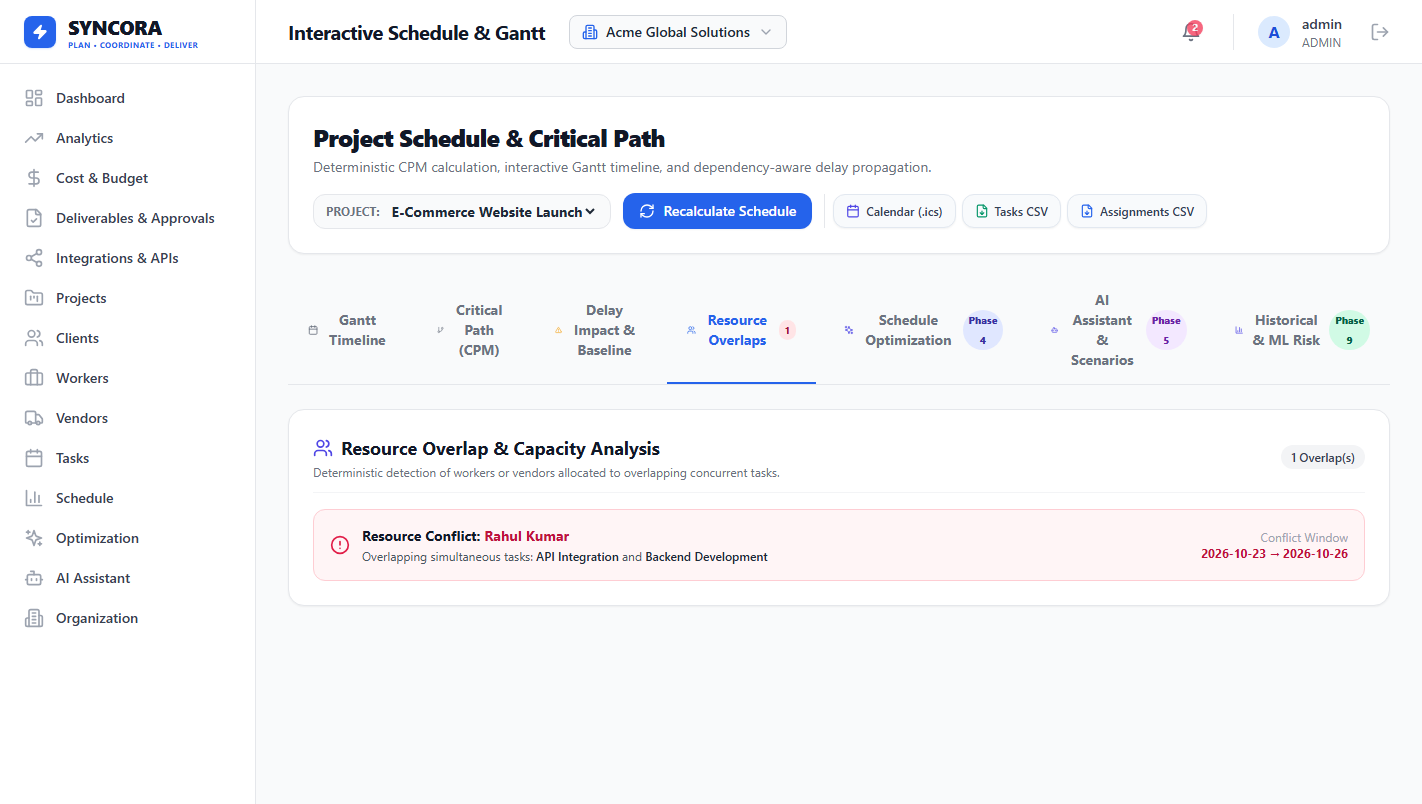 SYNCORA
PLAN • COORDINATE • DELIVER
Interactive Schedule & Gantt
Acme Global Solutions
2
A
admin
ADMIN
Dashboard
Analytics
Cost & Budget
Deliverables & Approvals
Integrations & APIs
Projects
Clients
Workers
Vendors
Tasks
Schedule
Optimization
AI Assistant
Organization
Project Schedule & Critical Path
Deterministic CPM calculation, interactive Gantt timeline, and dependency-aware delay propagation.
PROJECT: E-Commerce Website Launch
Recalculate Schedule
Calendar (.ics)
Tasks CSV
Assignments CSV
Gantt
Timeline
Critical
Path
(CPM)
Delay
Impact &
Baseline
Resource
Overlaps
1
Schedule
Optimization
Phase
4
AI
Assistant
&
Scenarios
Phase
5
Historical
& ML Risk
Phase
9
Resource Overlap & Capacity Analysis
Deterministic detection of workers or vendors allocated to overlapping concurrent tasks.
1 Overlap(s)
Resource Conflict: Rahul Kumar
Overlapping simultaneous tasks: API Integration and Backend Development
Conflict Window
2026-10-23 → 2026-10-26